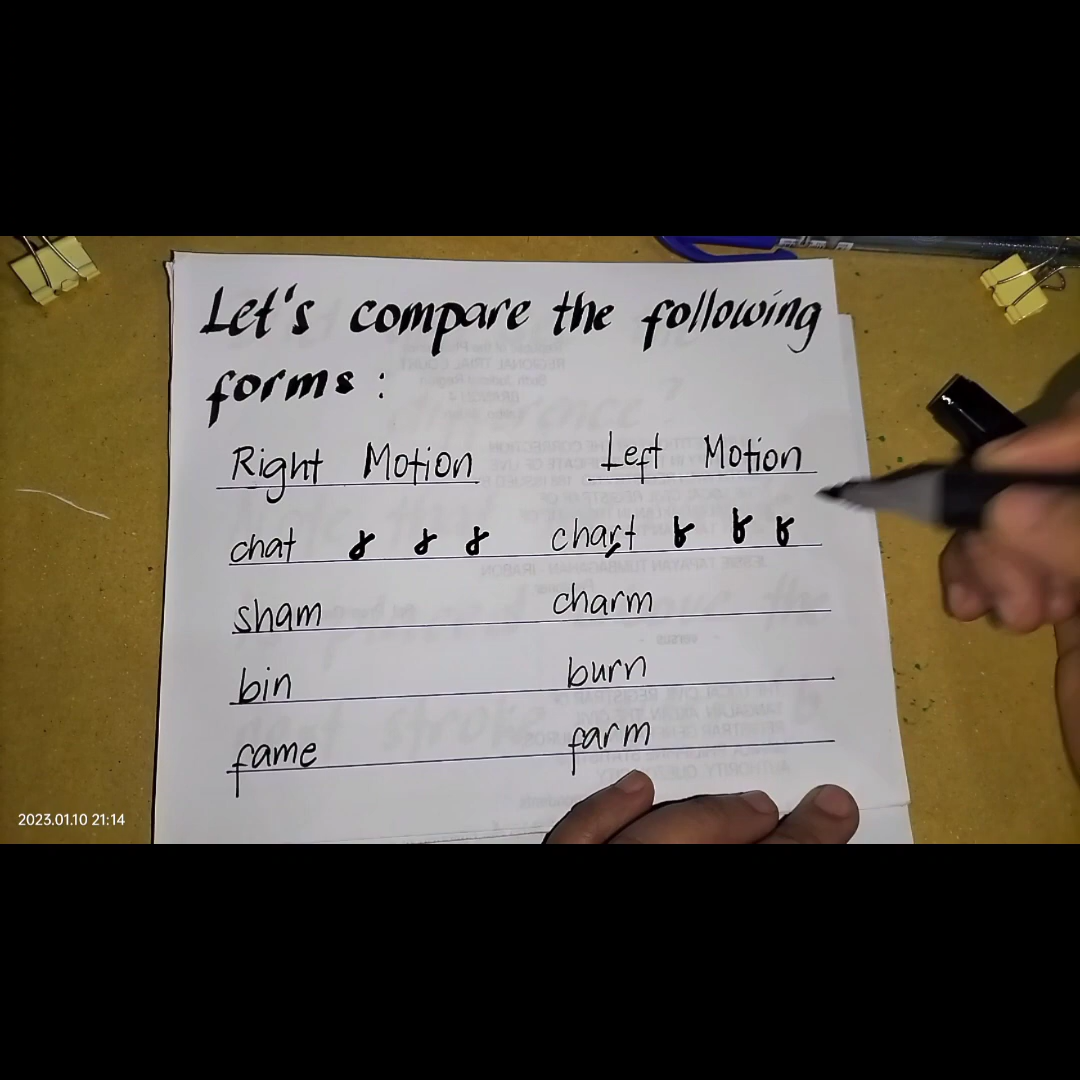 Let's compare the following
forms:
Right Motion
Left Motion
chat
chart
sham
charm
bin
burn
fame
farm
2023.01.10 21:14